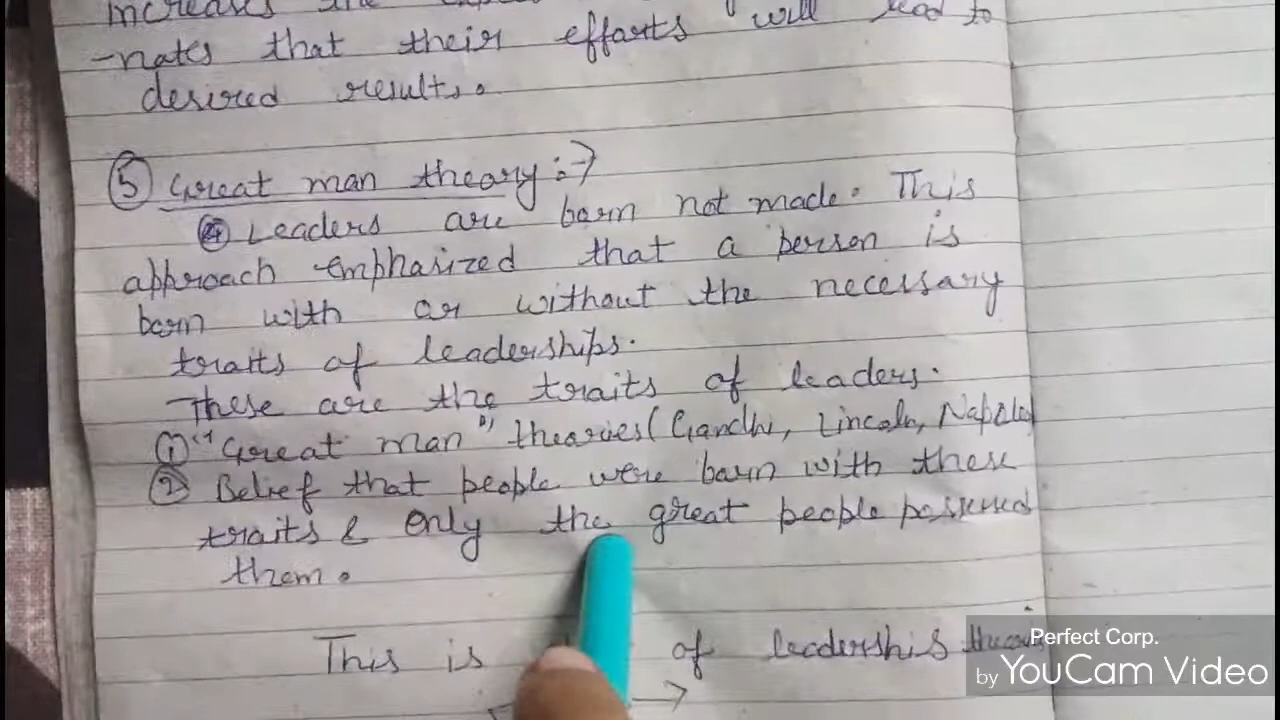 increases the
-nates that their efforts will lead to
desired results.
⑤ Great man theory :→
④ Leaders are born not made. This
approach emphasized that a person is
born with or without the necessary
traits of leaderships.
These are the traits of leaders.
① "Great man" theories (Gandhi, Lincoln, Napoleo
② Belief that people were born with these
traits & only the great people possessed
them.
This is of leadership
Perfect Corp.
by YouCam Video